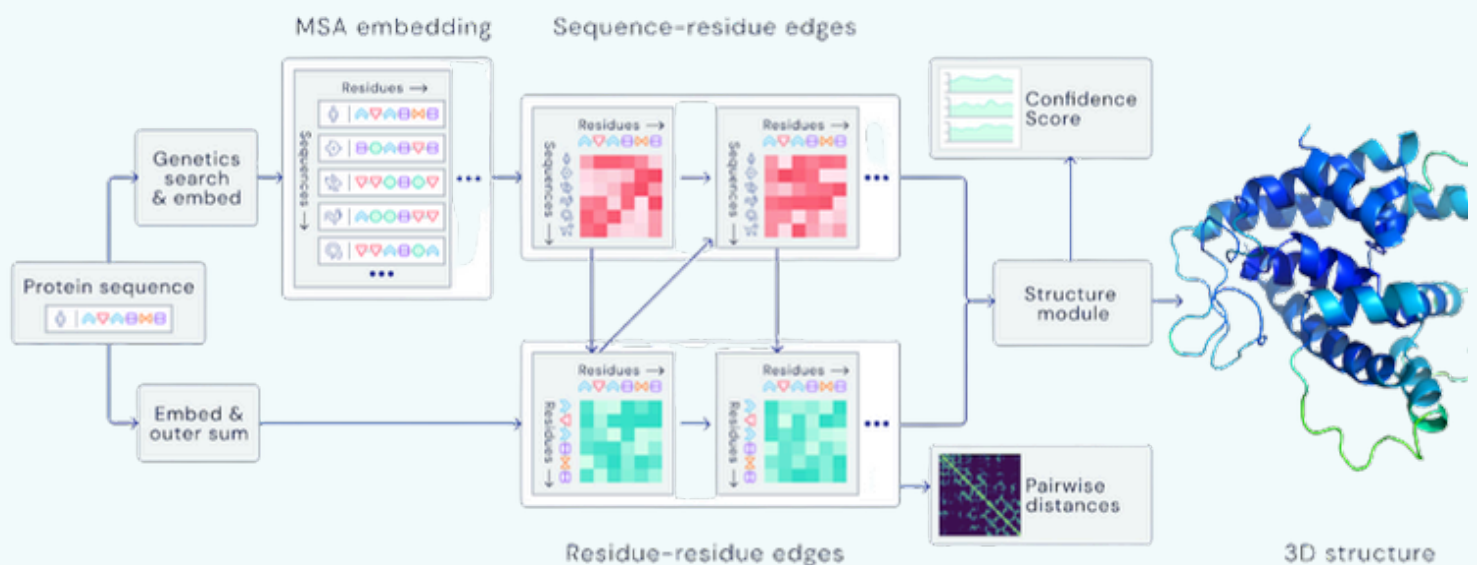 MSA embedding
Sequence-residue edges
Residues →
Sequences →
•••
•••
Genetics
search
& embed
Protein sequence
Embed &
outer sum
Residues →
Sequences →
Residues →
Sequences →
•••
Residues →
Residues →
Residues →
Residues →
•••
Confidence
Score
Structure
module
Pairwise
distances
Residue-residue edges
3D structure